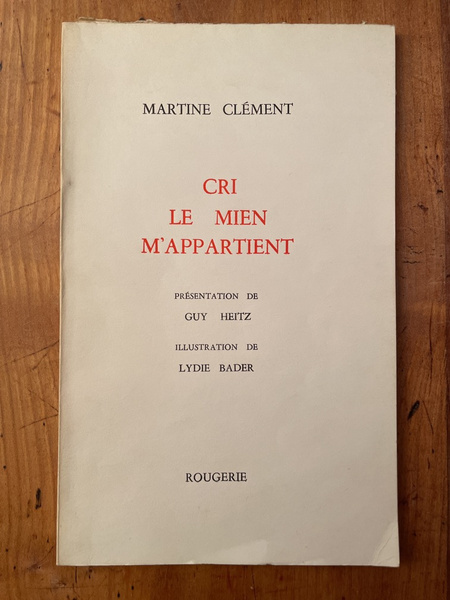 MARTINE CLÉMENT
CRI
LE MIEN
M'APPARTIENT
PRÉSENTATION DE
GUY HEITZ
ILLUSTRATION DE
LYDIE BADER
ROUGERIE